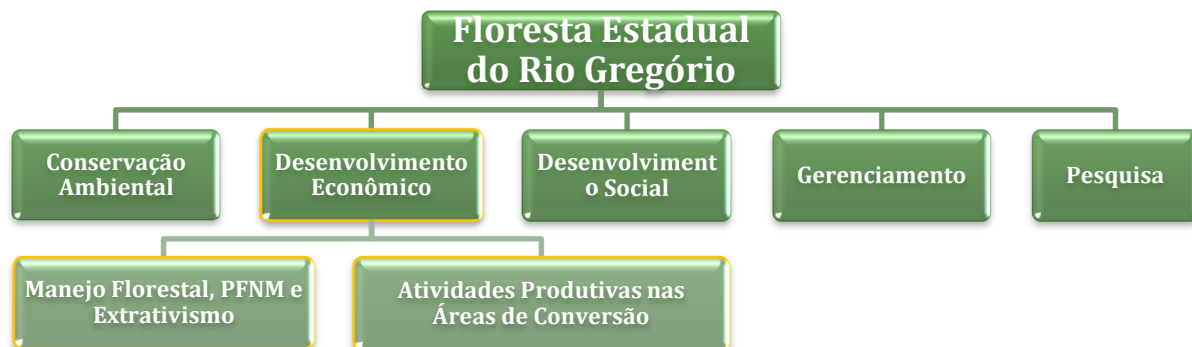 Floresta Estadual
do Rio Gregório
Conservação
Ambiental
Desenvolvimento
Econômico
Desenvolviment
o Social
Gerenciamento
Pesquisa
Manejo Florestal, PFNM e
Extrativismo
Atividades Produtivas nas
Áreas de Conversão